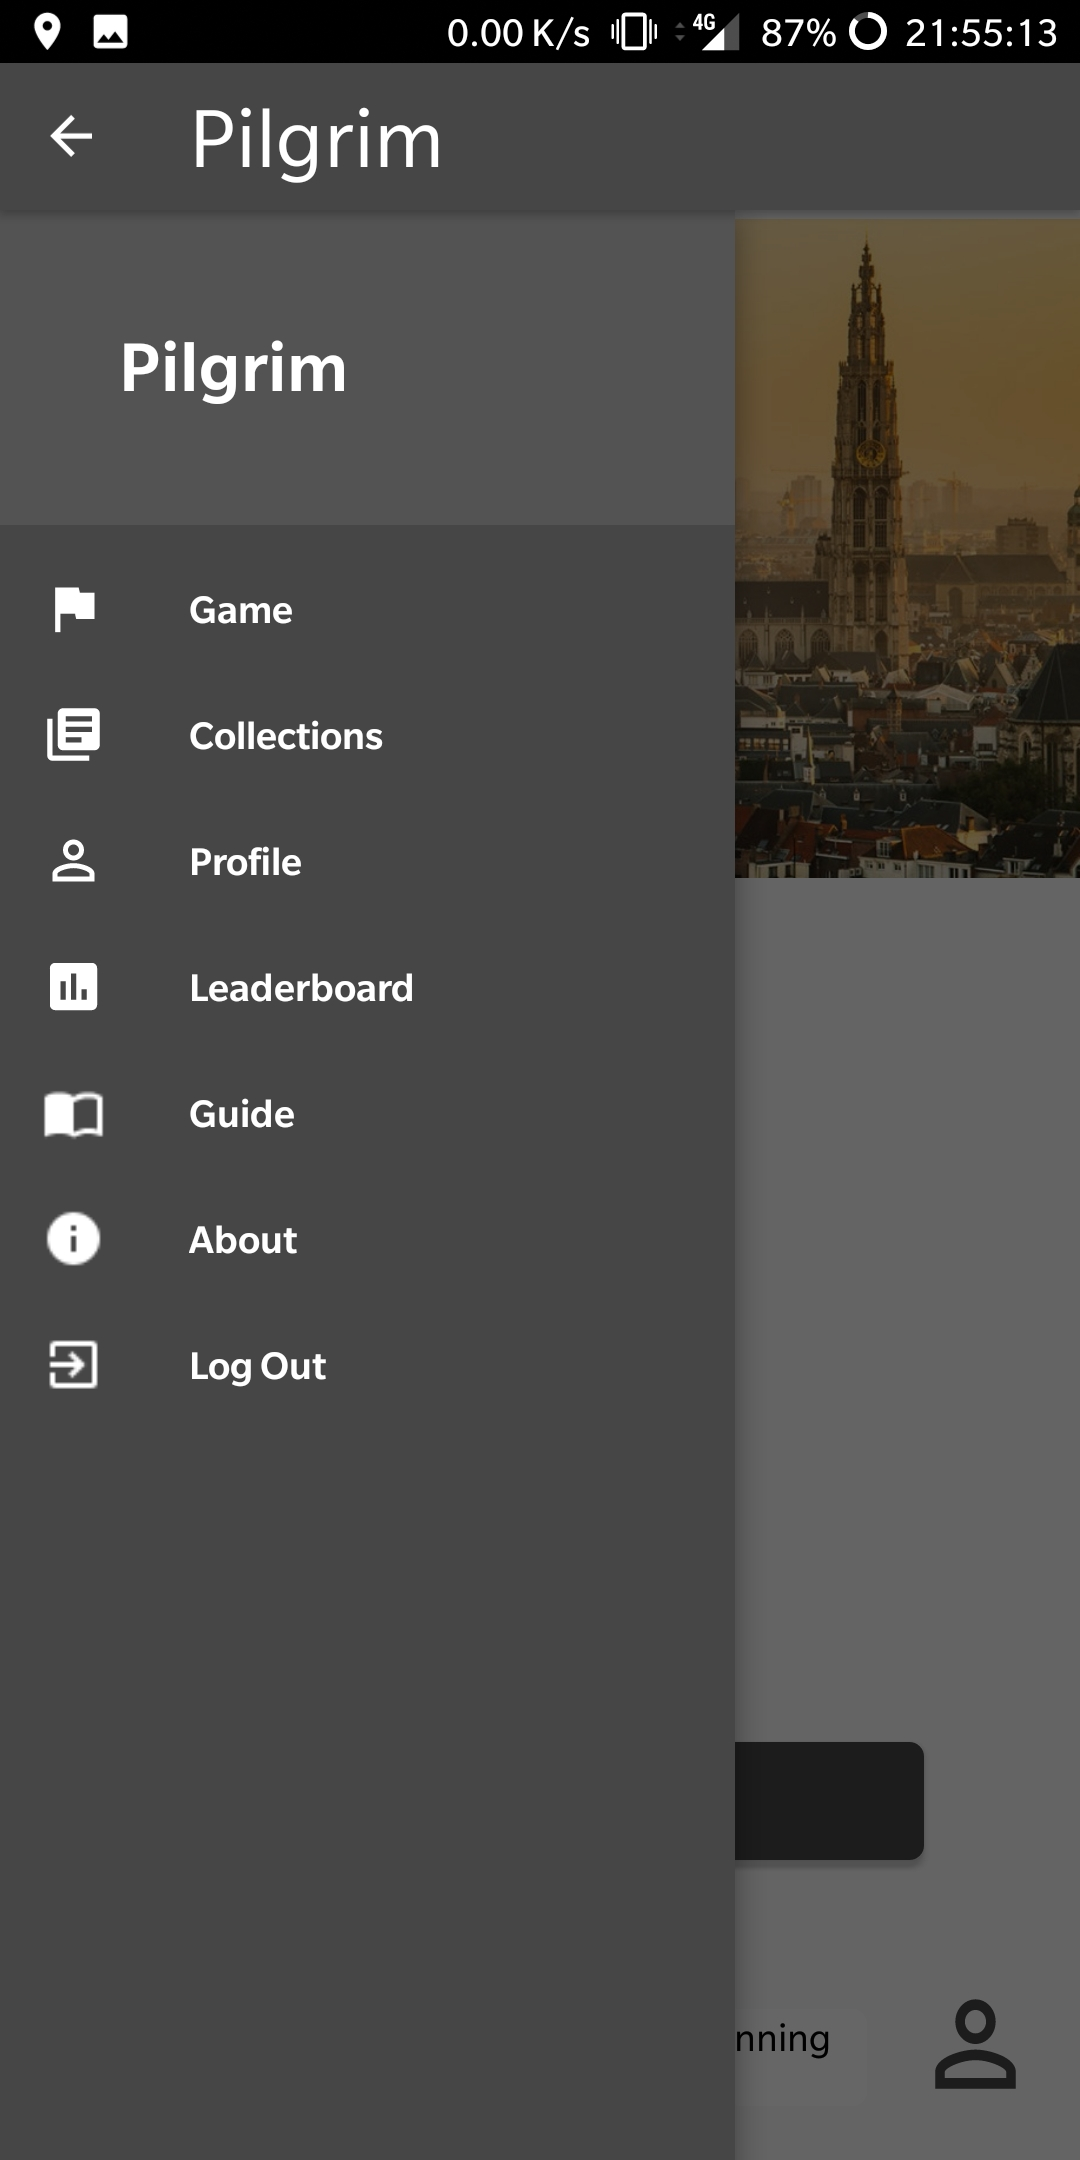 0.00 K/s 4G 87% 21:55:13
Pilgrim
Pilgrim
Game
Collections
Profile
Leaderboard
Guide
About
Log Out
nning